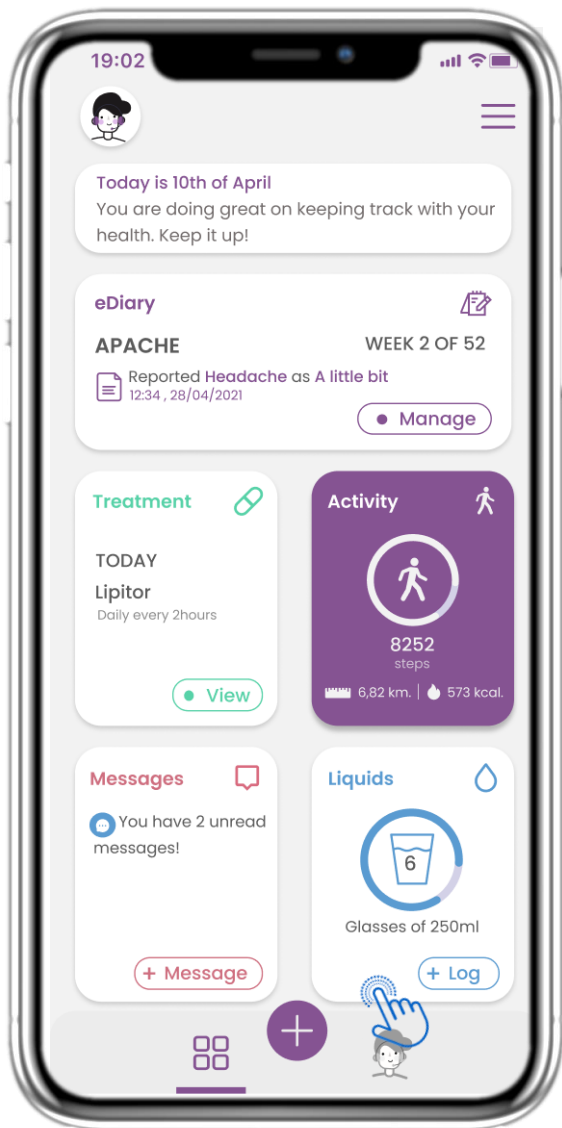 19:02
Today is 10th of April
You are doing great on keeping track with your
health. Keep it up!
eDiary
APACHE
WEEK 2 OF 52
Reported Headache as A little bit
12:34 , 28/04/2021
Manage
Treatment
TODAY
Lipitor
Daily every 2hours
View
Activity
8252
steps
6,82 km. | 573 kcal.
Messages
You have 2 unread
messages!
+ Message
Liquids
6
Glasses of 250ml
+ Log